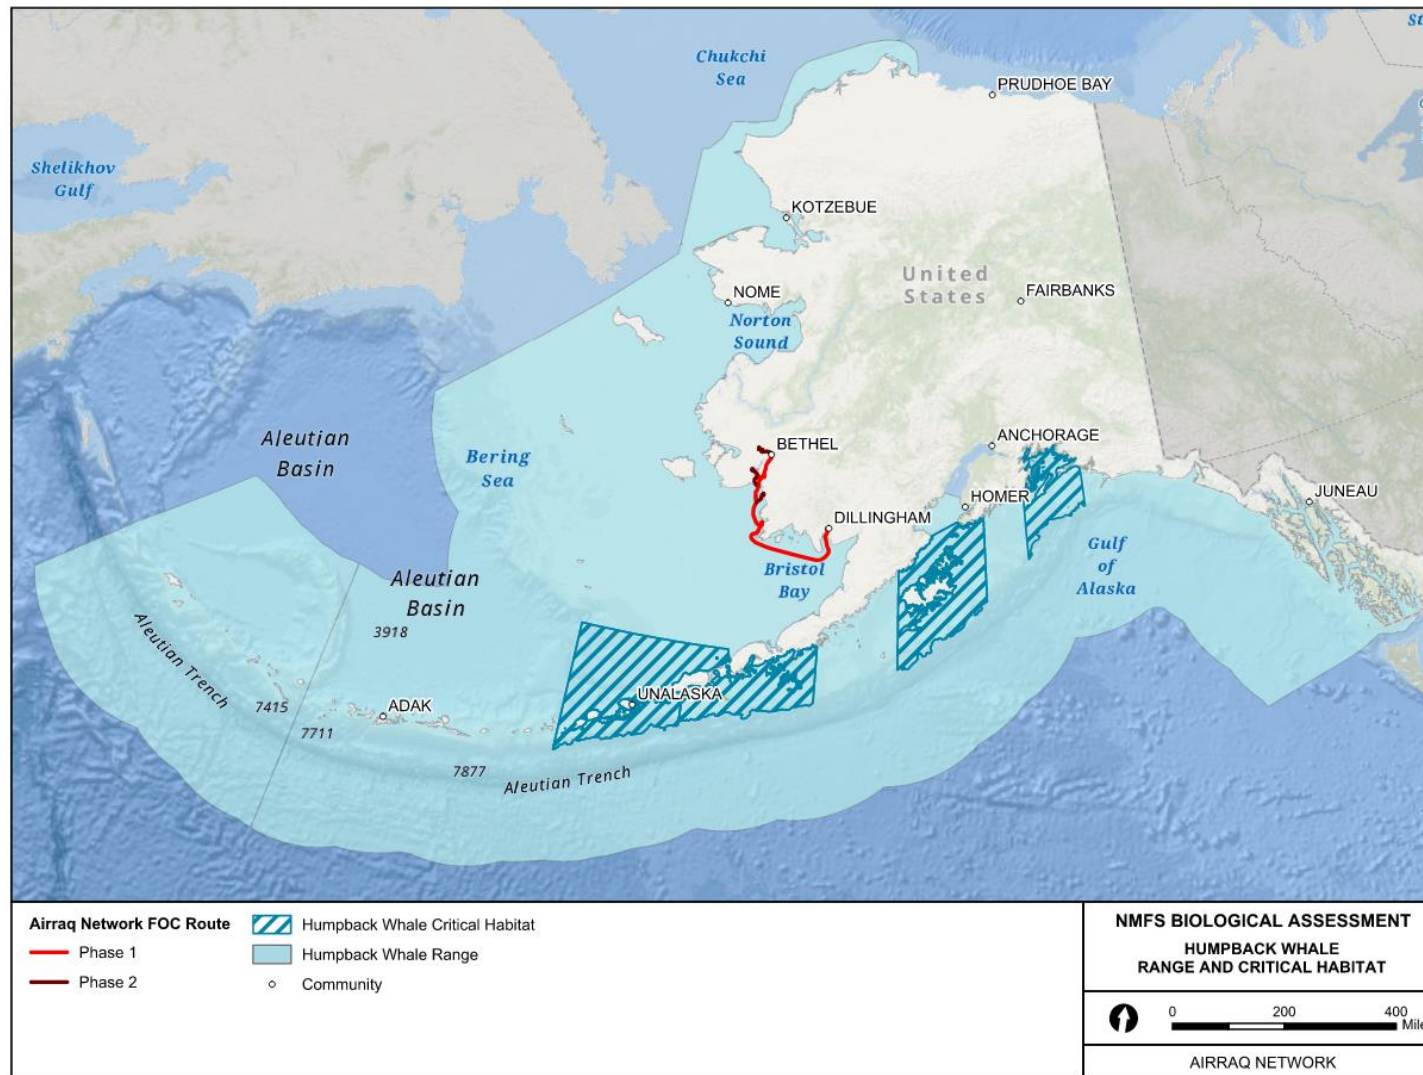 Chukchi
Sea
PRUDHOE BAY
Shelikhov
Gulf
KOTZEBUE
United
States
NOME
FAIRBANKS
Norton
Sound
Aleutian
Basin
Bering
Sea
BETHEL
ANCHORAGE
HOMER
JUNEAU
DILLINGHAM
Gulf
of
Alaska
Bristol
Bay
Aleutian
Basin
3918
Aleutian Trench
UNALASKA
ADAK
7415
7711
7877
Aleutian Trench
Airraq Network FOC Route
Phase 1
Phase 2
Humpback Whale Critical Habitat
Humpback Whale Range
Community
NMFS BIOLOGICAL ASSESSMENT
HUMPBACK WHALE
RANGE AND CRITICAL HABITAT
0 200 400
AIRRAQ NETWORK